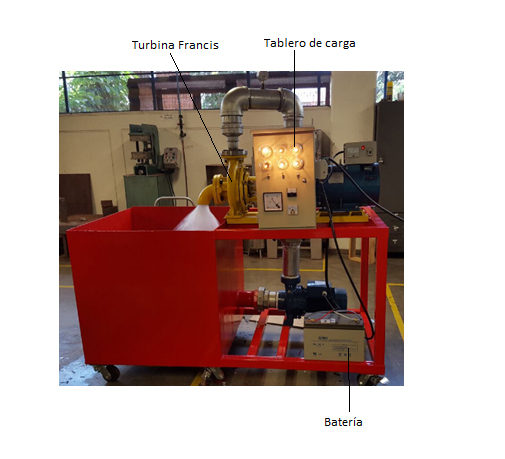 Turbina Francis
Tablero de carga
Batería